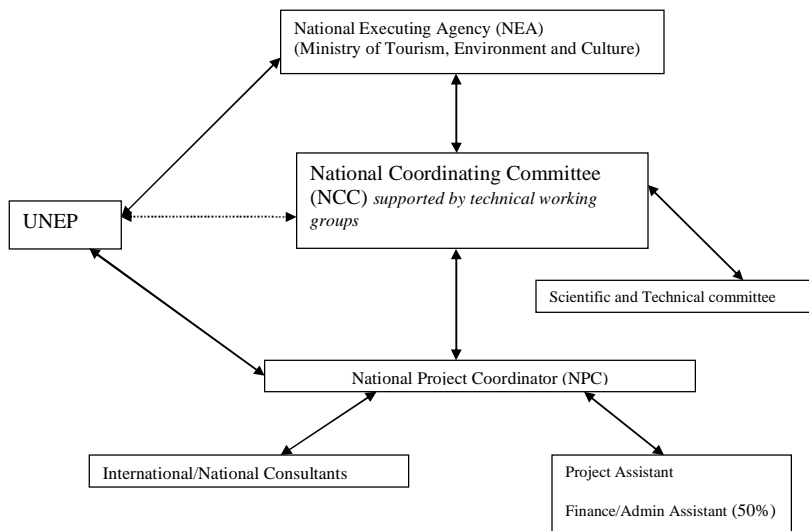 National Executing Agency (NEA)
(Ministry of Tourism, Environment and Culture)
National Coordinating Committee
(NCC) supported by technical working
groups
UNEP
Scientific and Technical committee
National Project Coordinator (NPC)
International/National Consultants
Project Assistant
Finance/Admin Assistant (50%)